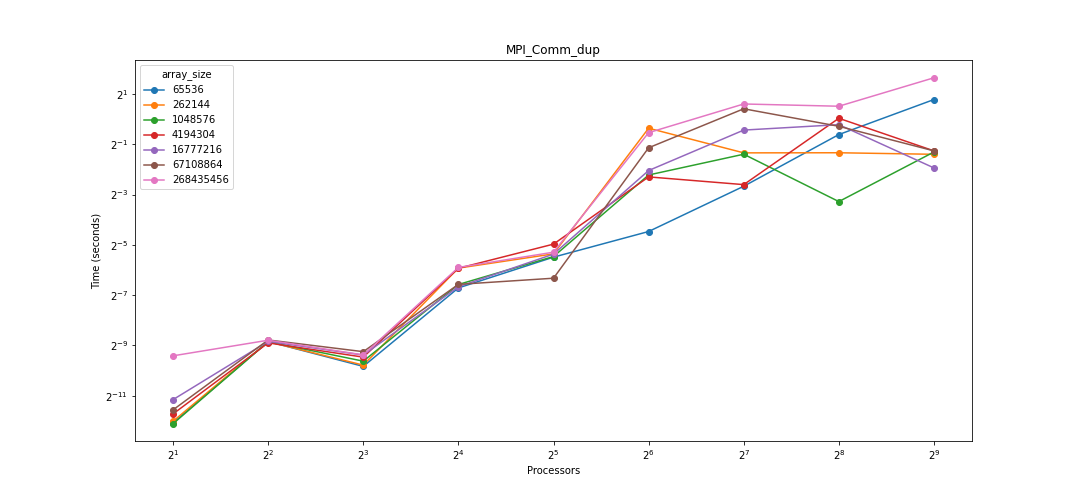 MPI_Comm_dup
array_size
65536
262144
1048576
4194304
16777216
67108864
268435456
Time (seconds)
2^1
2^-1
2^-3
2^-5
2^-7
2^-9
2^-11
2^1 2^2 2^3 2^4 2^5 2^6 2^7 2^8 2^9
Processors